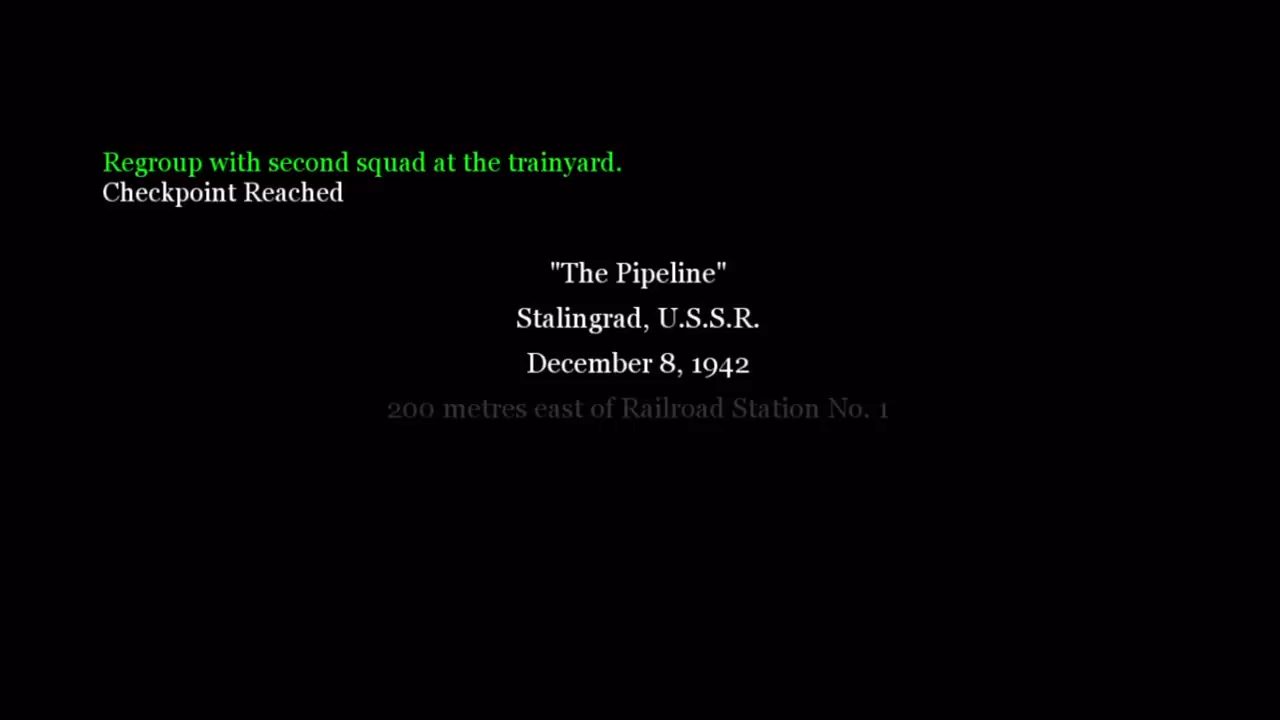 Regroup with second squad at the trainyard.
Checkpoint Reached
"The Pipeline"
Stalingrad, U.S.S.R.
December 8, 1942
200 metres east of Railroad Station No. 1